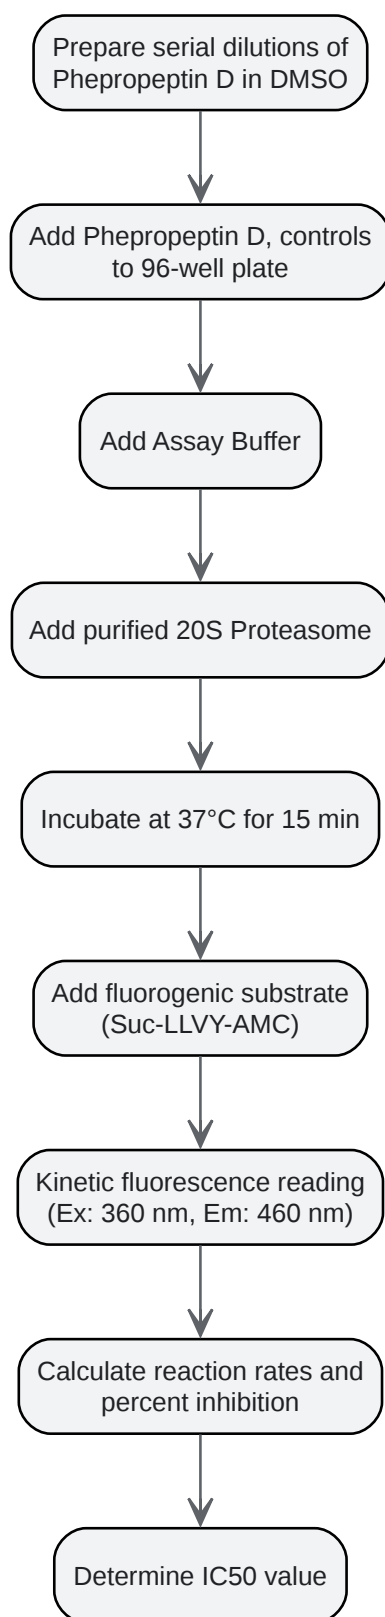 Prepare serial dilutions of
Phepropeptin D in DMSO
Add Phepropeptin D, controls
to 96-well plate
Add Assay Buffer
Add purified 20S Proteasome
Incubate at 37°C for 15 min
Add fluorogenic substrate
(Suc-LLVY-AMC)
Kinetic fluorescence reading
(Ex: 360 nm, Em: 460 nm)
Calculate reaction rates and
percent inhibition
Determine IC50 value